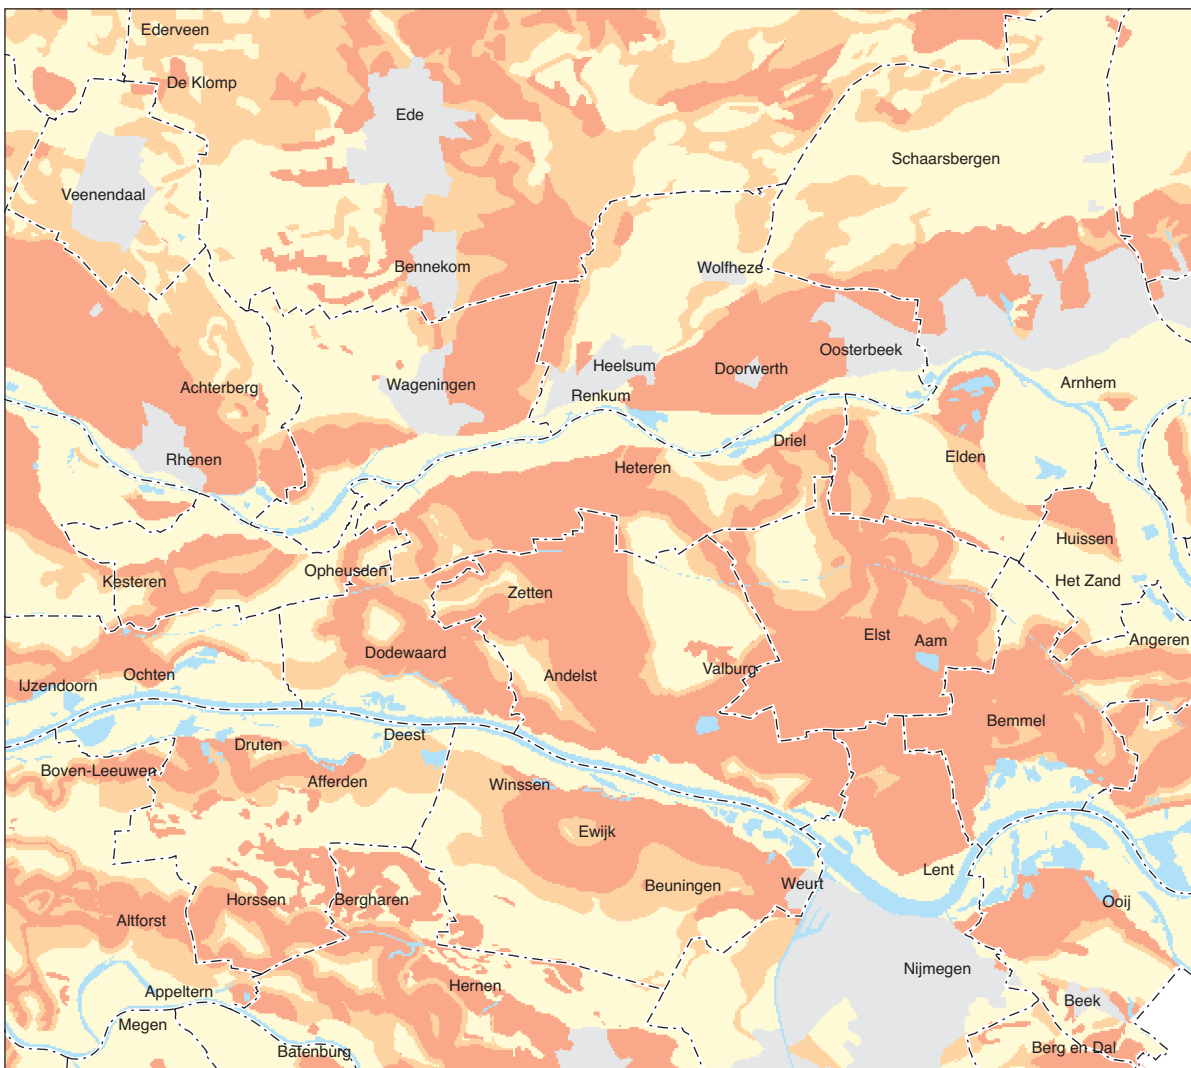 Ederveen
De Klomp
Ede
Schaarsbergen
Veenendaal
Bennekom
Wolfheze
Oosterbeek
Heelsum
Doorwerth
Achterberg
Wageningen
Renkum
Arnhem
Driel
Rhenen
Heteren
Elden
Huissen
Opheusden
Kesteren
Zetten
Het Zand
Elst
Aam
Angeren
Dodewaard
Ochten
Andelst
Valburg
IJzendoorn
Bemmel
Deest
Druten
Boven-Leeuwen
Afferden
Winssen
Ewijk
Lent
Beuningen
Weurt
Horssen
Bergharen
Ooij
Altforst
Nijmegen
Hernen
Appeltern
Beek
Megen
Batenburg
Berg en Dal